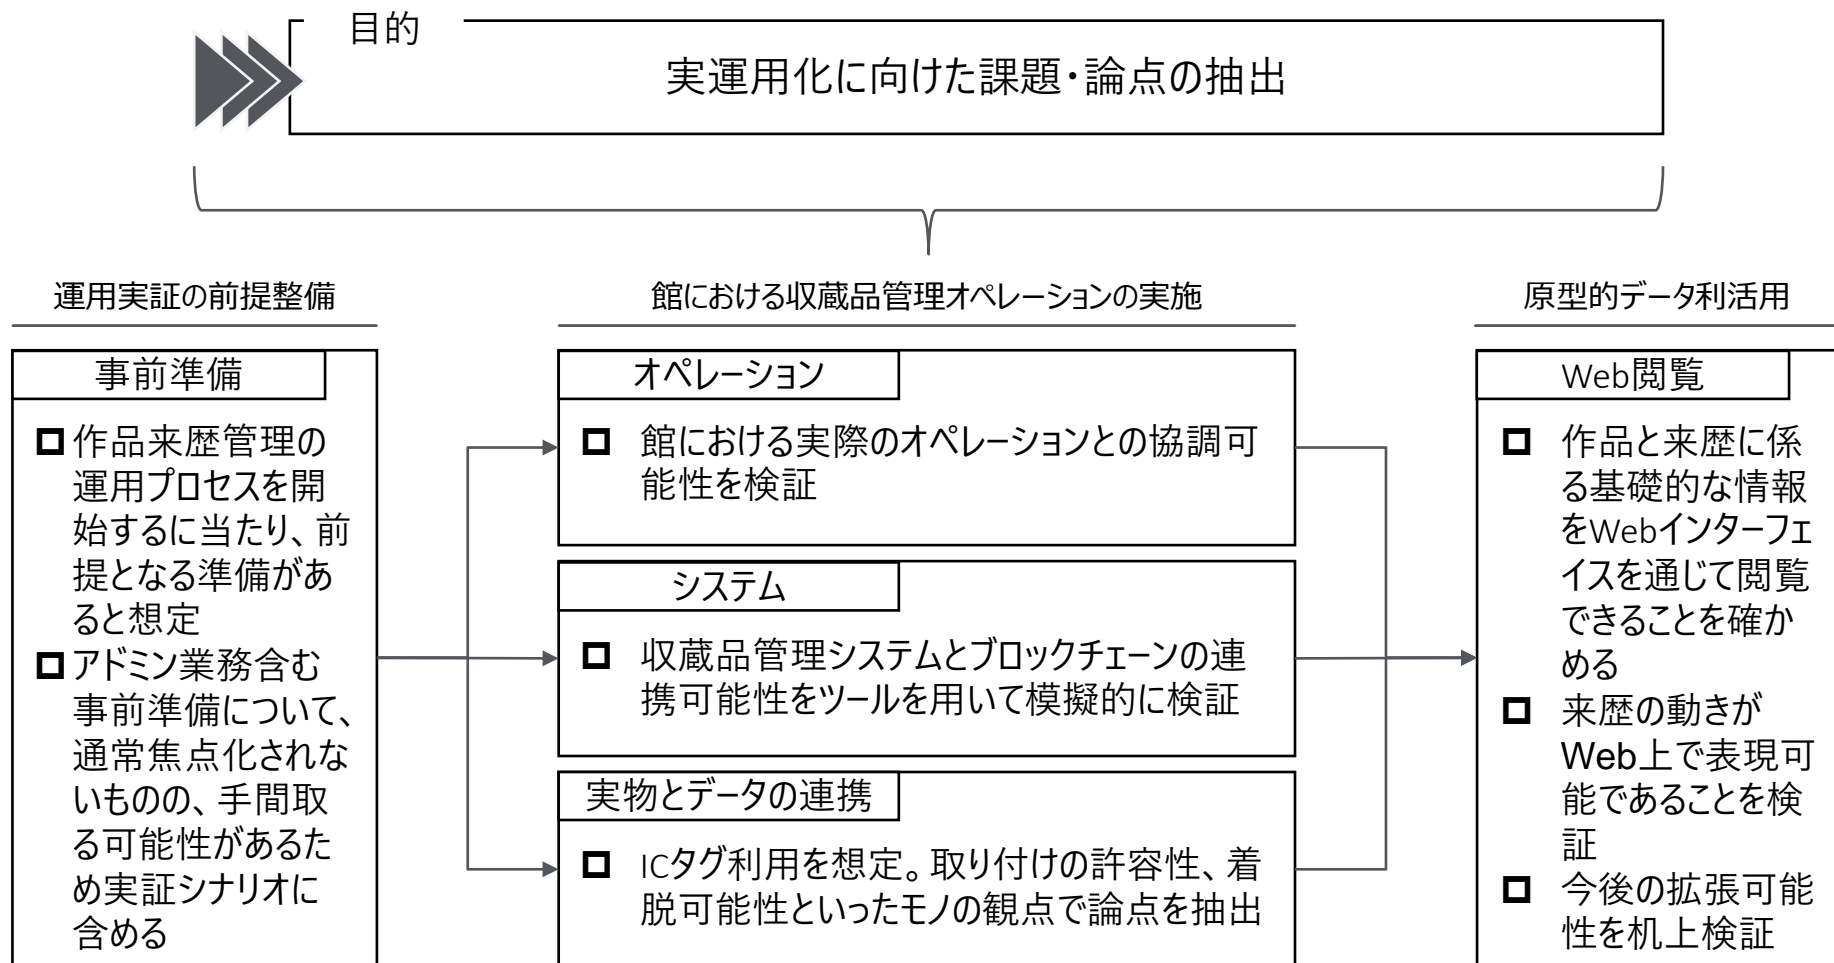 目的
実運用化に向けた課題・論点の抽出
運用実証の前提整備
事前準備
作品来歴管理の
運用プロセスを開
始するに当たり、前
提となる準備があ
ると想定
アドミン業務含む
事前準備について、
通常焦点化されな
いものの、手間取
る可能性があるた
め実証シナリオに
含める
館における収蔵品管理オペレーションの実施
オペレーション
館における実際のオペレーションとの協調可
能性を検証
システム
収蔵品管理システムとブロックチェーンの連
携可能性をツールを用いて模擬的に検証
実物とデータの連携
ICタグ利用を想定。取り付けの許容性、着
脱可能性といったモノの観点で論点を抽出
原型的データ利活用
Web閲覧
作品と来歴に係
る基礎的な情報
をWebインターフェ
イスを通じて閲覧
できることを確か
める
来歴の動きが
Web上で表現可
能であることを検
証
今後の拡張可能
性を机上検証